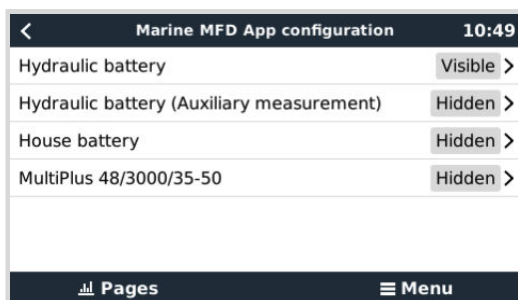 Marine MFD App configuration 10:49
Hydraulic battery Visible
Hydraulic battery (Auxiliary measurement) Hidden
House battery Hidden
MultiPlus 48/3000/35-50 Hidden
Pages Menu